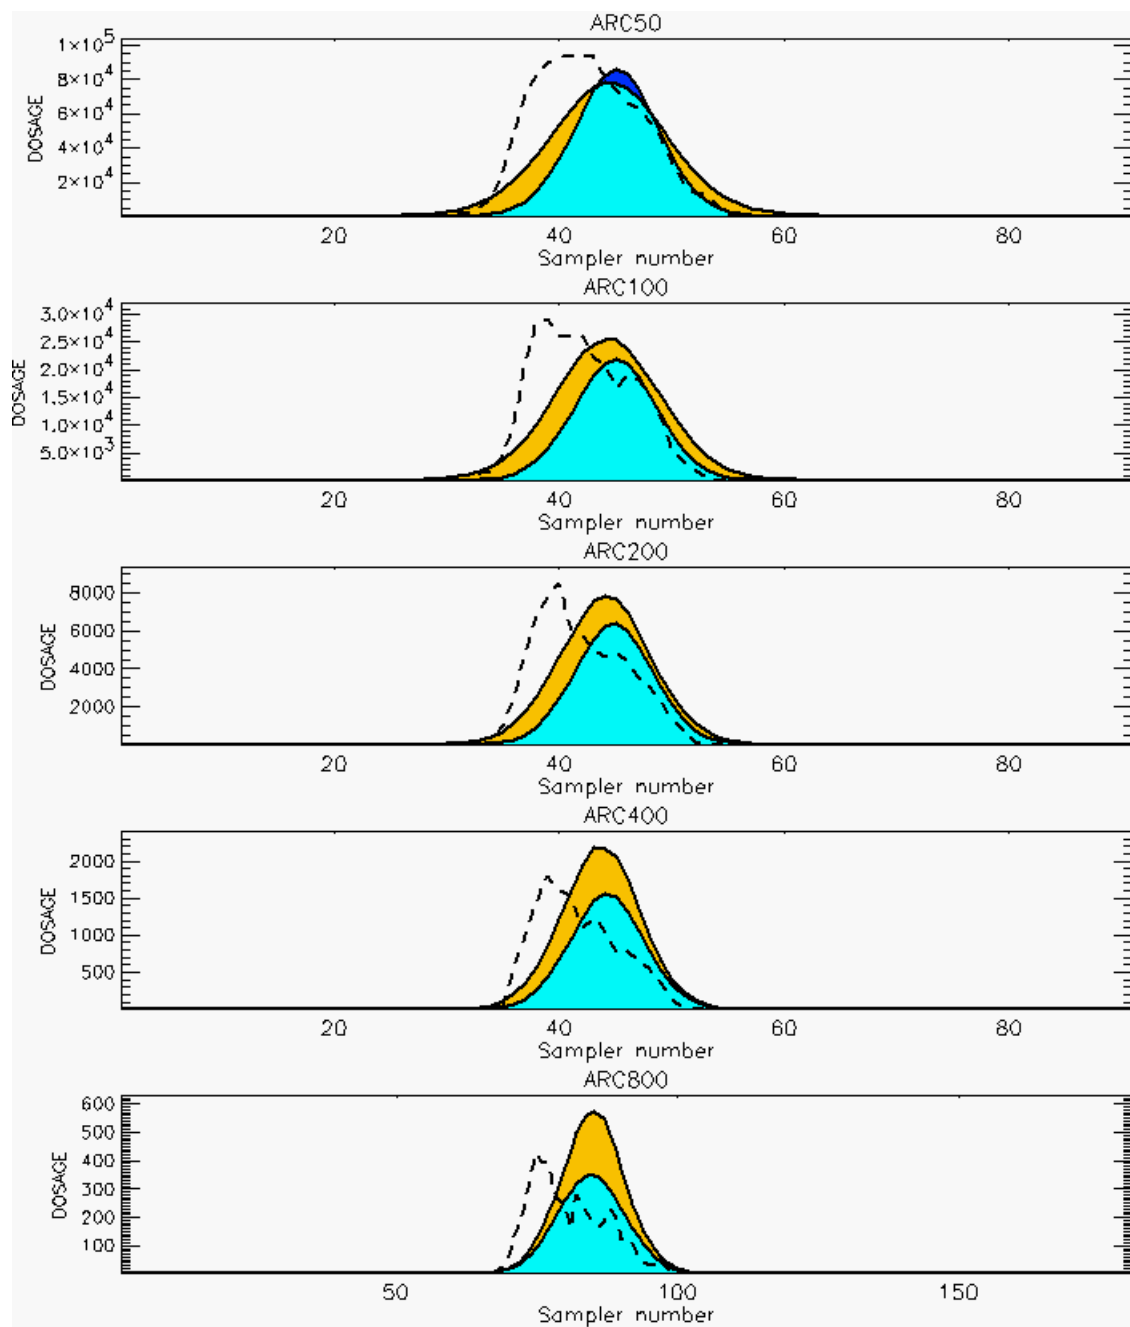 ARC50
1×10⁵
8×10⁴
6×10⁴
4×10⁴
2×10⁴
DOSAGE
20 40 60 80
Sampler number
ARC100
3.0×10⁴
2.5×10⁴
2.0×10⁴
1.5×10⁴
1.0×10⁴
5.0×10³
DOSAGE
20 40 60 80
Sampler number
ARC200
8000
6000
4000
2000
DOSAGE
20 40 60 80
Sampler number
ARC400
2000
1500
1000
500
DOSAGE
20 40 60 80
Sampler number
ARC800
600
500
400
300
200
100
DOSAGE
50 100 150
Sampler number